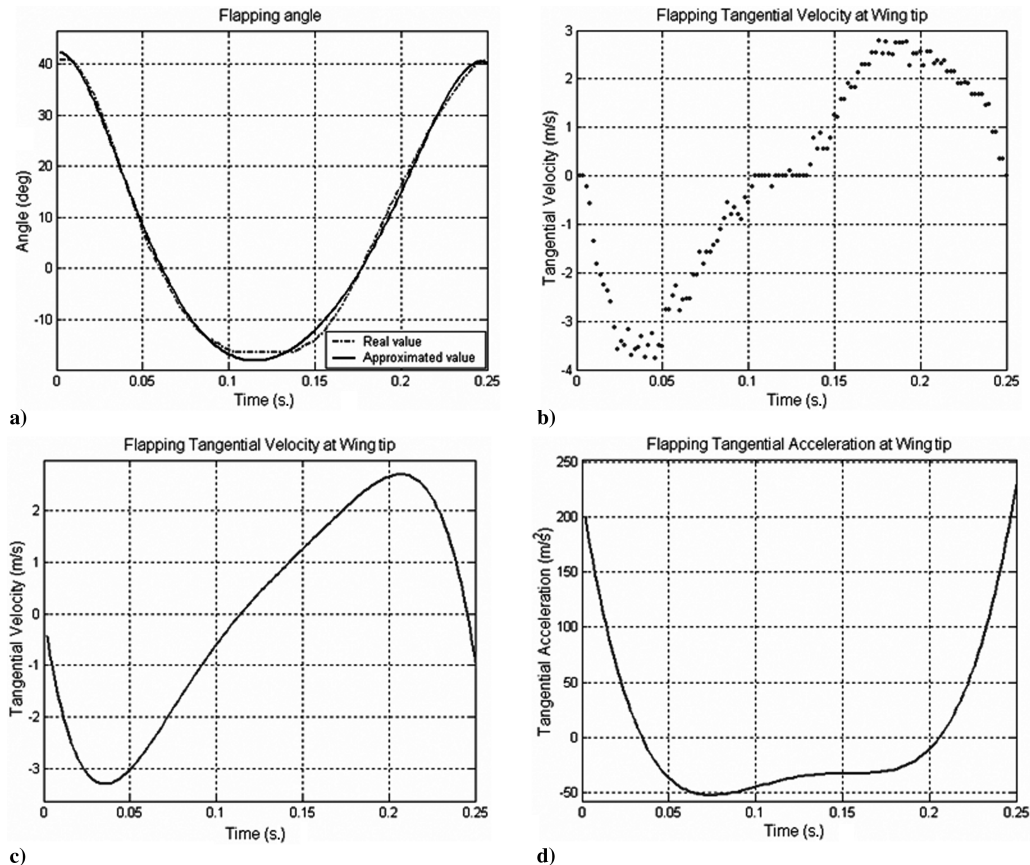 Flapping angle
40
30
20
10
0
-10
Angle (deg)
Real value
Approximated value
0 0.05 0.1 0.15 0.2 0.25
Time (s.)
a)
Flapping Tangential Velocity at Wing tip
3
2
1
0
-1
-2
-3
-4
Tangential Velocity (m/s)
0 0.05 0.1 0.15 0.2 0.25
Time (s.)
b)
Flapping Tangential Velocity at Wing tip
2
1
0
-1
-2
-3
Tangential Velocity (m/s)
0 0.05 0.1 0.15 0.2 0.25
Time (s.)
c)
Flapping Tangential Acceleration at Wing tip
250
200
150
100
50
0
-50
Tangential Acceleration (m/s²)
0 0.05 0.1 0.15 0.2 0.25
Time (s.)
d)